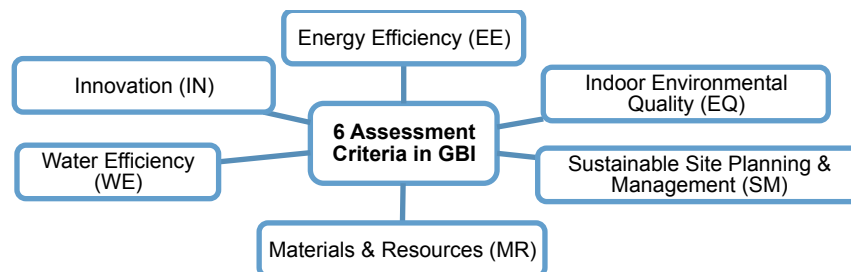 Energy Efficiency (EE)
Innovation (IN)
Indoor Environmental
Quality (EQ)
6 Assessment
Criteria in GBI
Water Efficiency
(WE)
Sustainable Site Planning &
Management (SM)
Materials & Resources (MR)